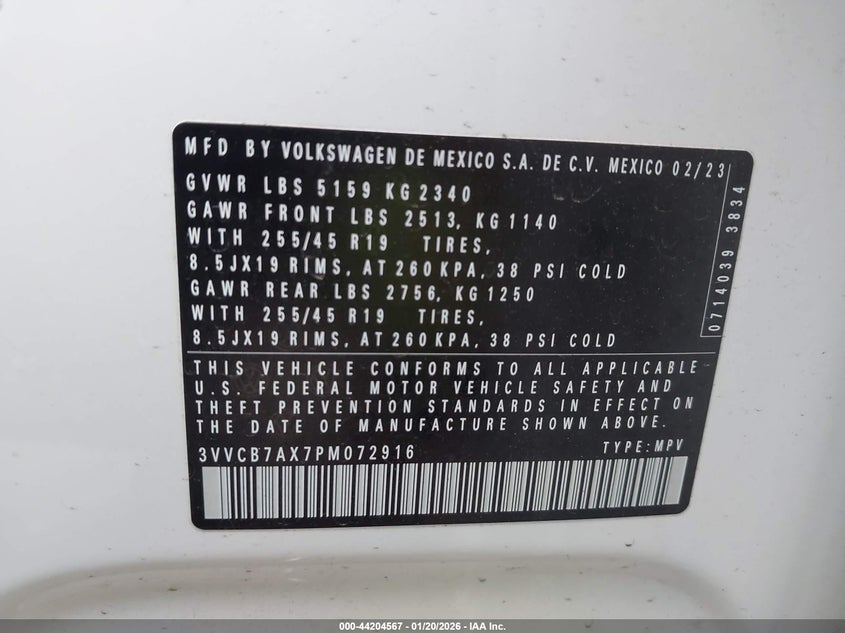 MFD BY VOLKSWAGEN DE MEXICO S.A. DE C.V. MEXICO 02/23
GVWR LBS 5159 KG 2340
GAWR FRONT LBS 2513, KG 1140
WITH 255/45 R19 TIRES,
8.5JX19 RIMS, AT 260 KPA, 38 PSI COLD
GAWR REAR LBS 2756, KG 1250
WITH 255/45 R19 TIRES,
8.5JX19 RIMS, AT 260 KPA, 38 PSI COLD
0714039 3834
THIS VEHICLE CONFORMS TO ALL APPLICABLE
U.S. FEDERAL MOTOR VEHICLE SAFETY AND
THEFT PREVENTION STANDARDS IN EFFECT ON
THE DATE OF MANUFACTURE SHOWN ABOVE.
3VVCB7AX7PM072916 TYPE: MPV
000-44204567 - 01/20/2026 - IAA Inc.